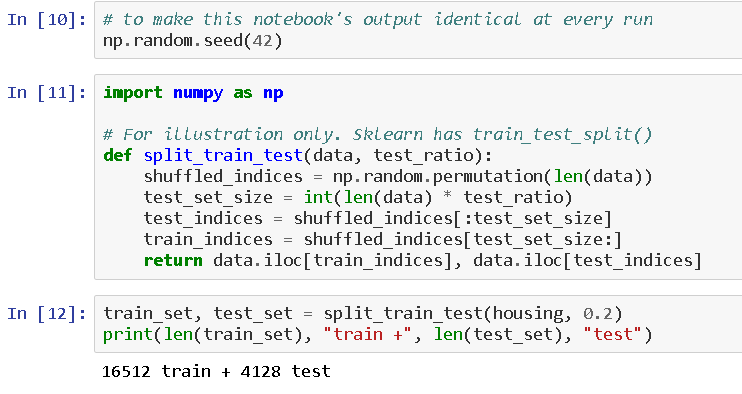 In [10]: # to make this notebook's output identical at every run
np.random.seed(42)
In [11]: import numpy as np
# For illustration only. Sklearn has train_test_split()
def split_train_test(data, test_ratio):
    shuffled_indices = np.random.permutation(len(data))
    test_set_size = int(len(data) * test_ratio)
    test_indices = shuffled_indices[:test_set_size]
    train_indices = shuffled_indices[test_set_size:]
    return data.iloc[train_indices], data.iloc[test_indices]
In [12]: train_set, test_set = split_train_test(housing, 0.2)
print(len(train_set), "train +", len(test_set), "test")
16512 train + 4128 test